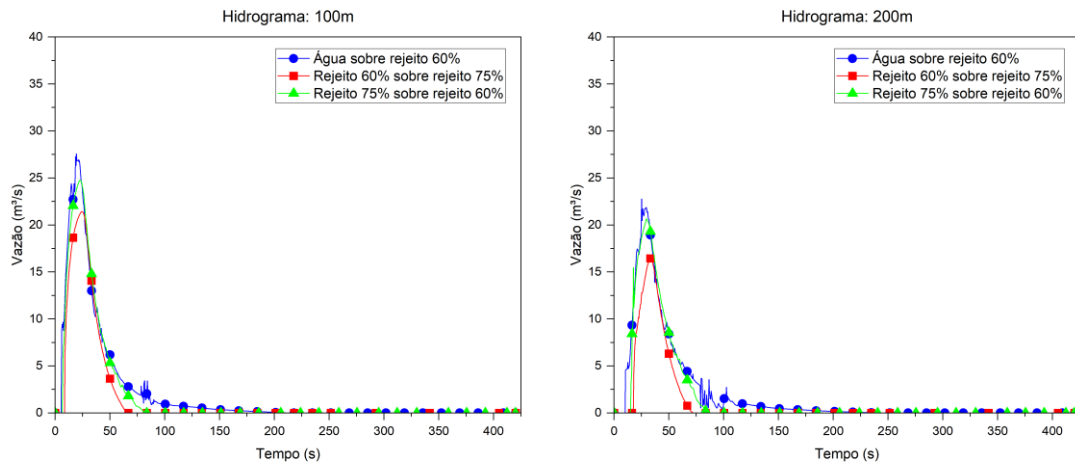 Hidrograma: 100m
40
35
30
25
20
15
10
5
0
Vazão (m³/s)
Água sobre rejeito 60%
Rejeito 60% sobre rejeito 75%
Rejeito 75% sobre rejeito 60%
0 50 100 150 200 250 300 350 400
Tempo (s)
Hidrograma: 200m
40
35
30
25
20
15
10
5
0
Vazão (m³/s)
Água sobre rejeito 60%
Rejeito 60% sobre rejeito 75%
Rejeito 75% sobre rejeito 60%
0 50 100 150 200 250 300 350 400
Tempo (s)